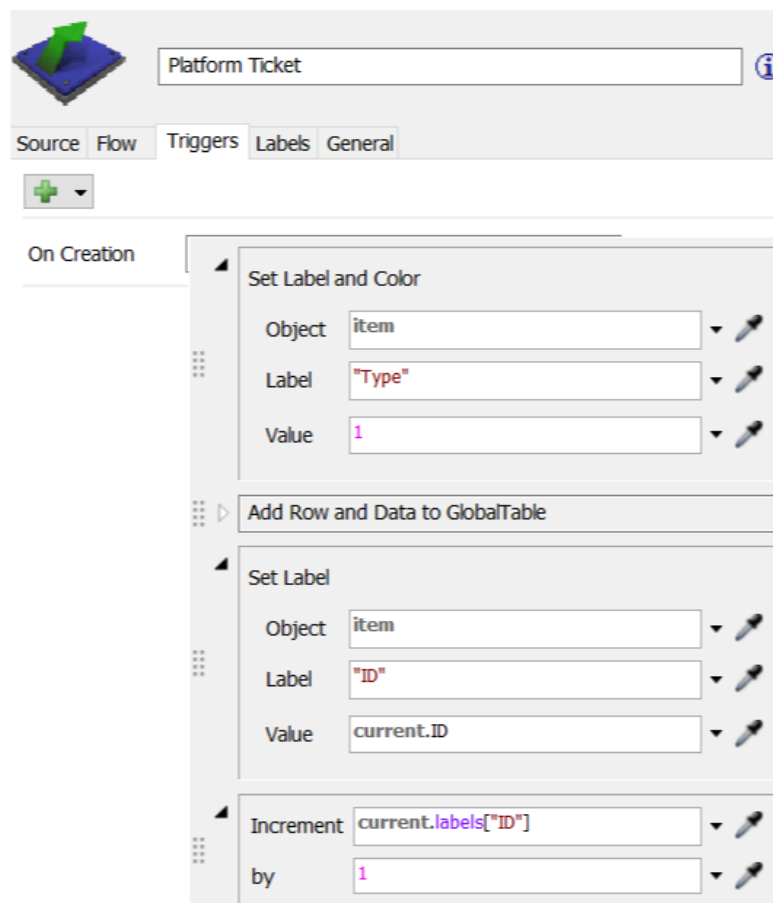 Platform Ticket
Source Flow Triggers Labels General
On Creation
Set Label and Color
Object item
Label "Type"
Value 1
Add Row and Data to GlobalTable
Set Label
Object item
Label "ID"
Value current.ID
Increment current.labels["ID"]
by 1